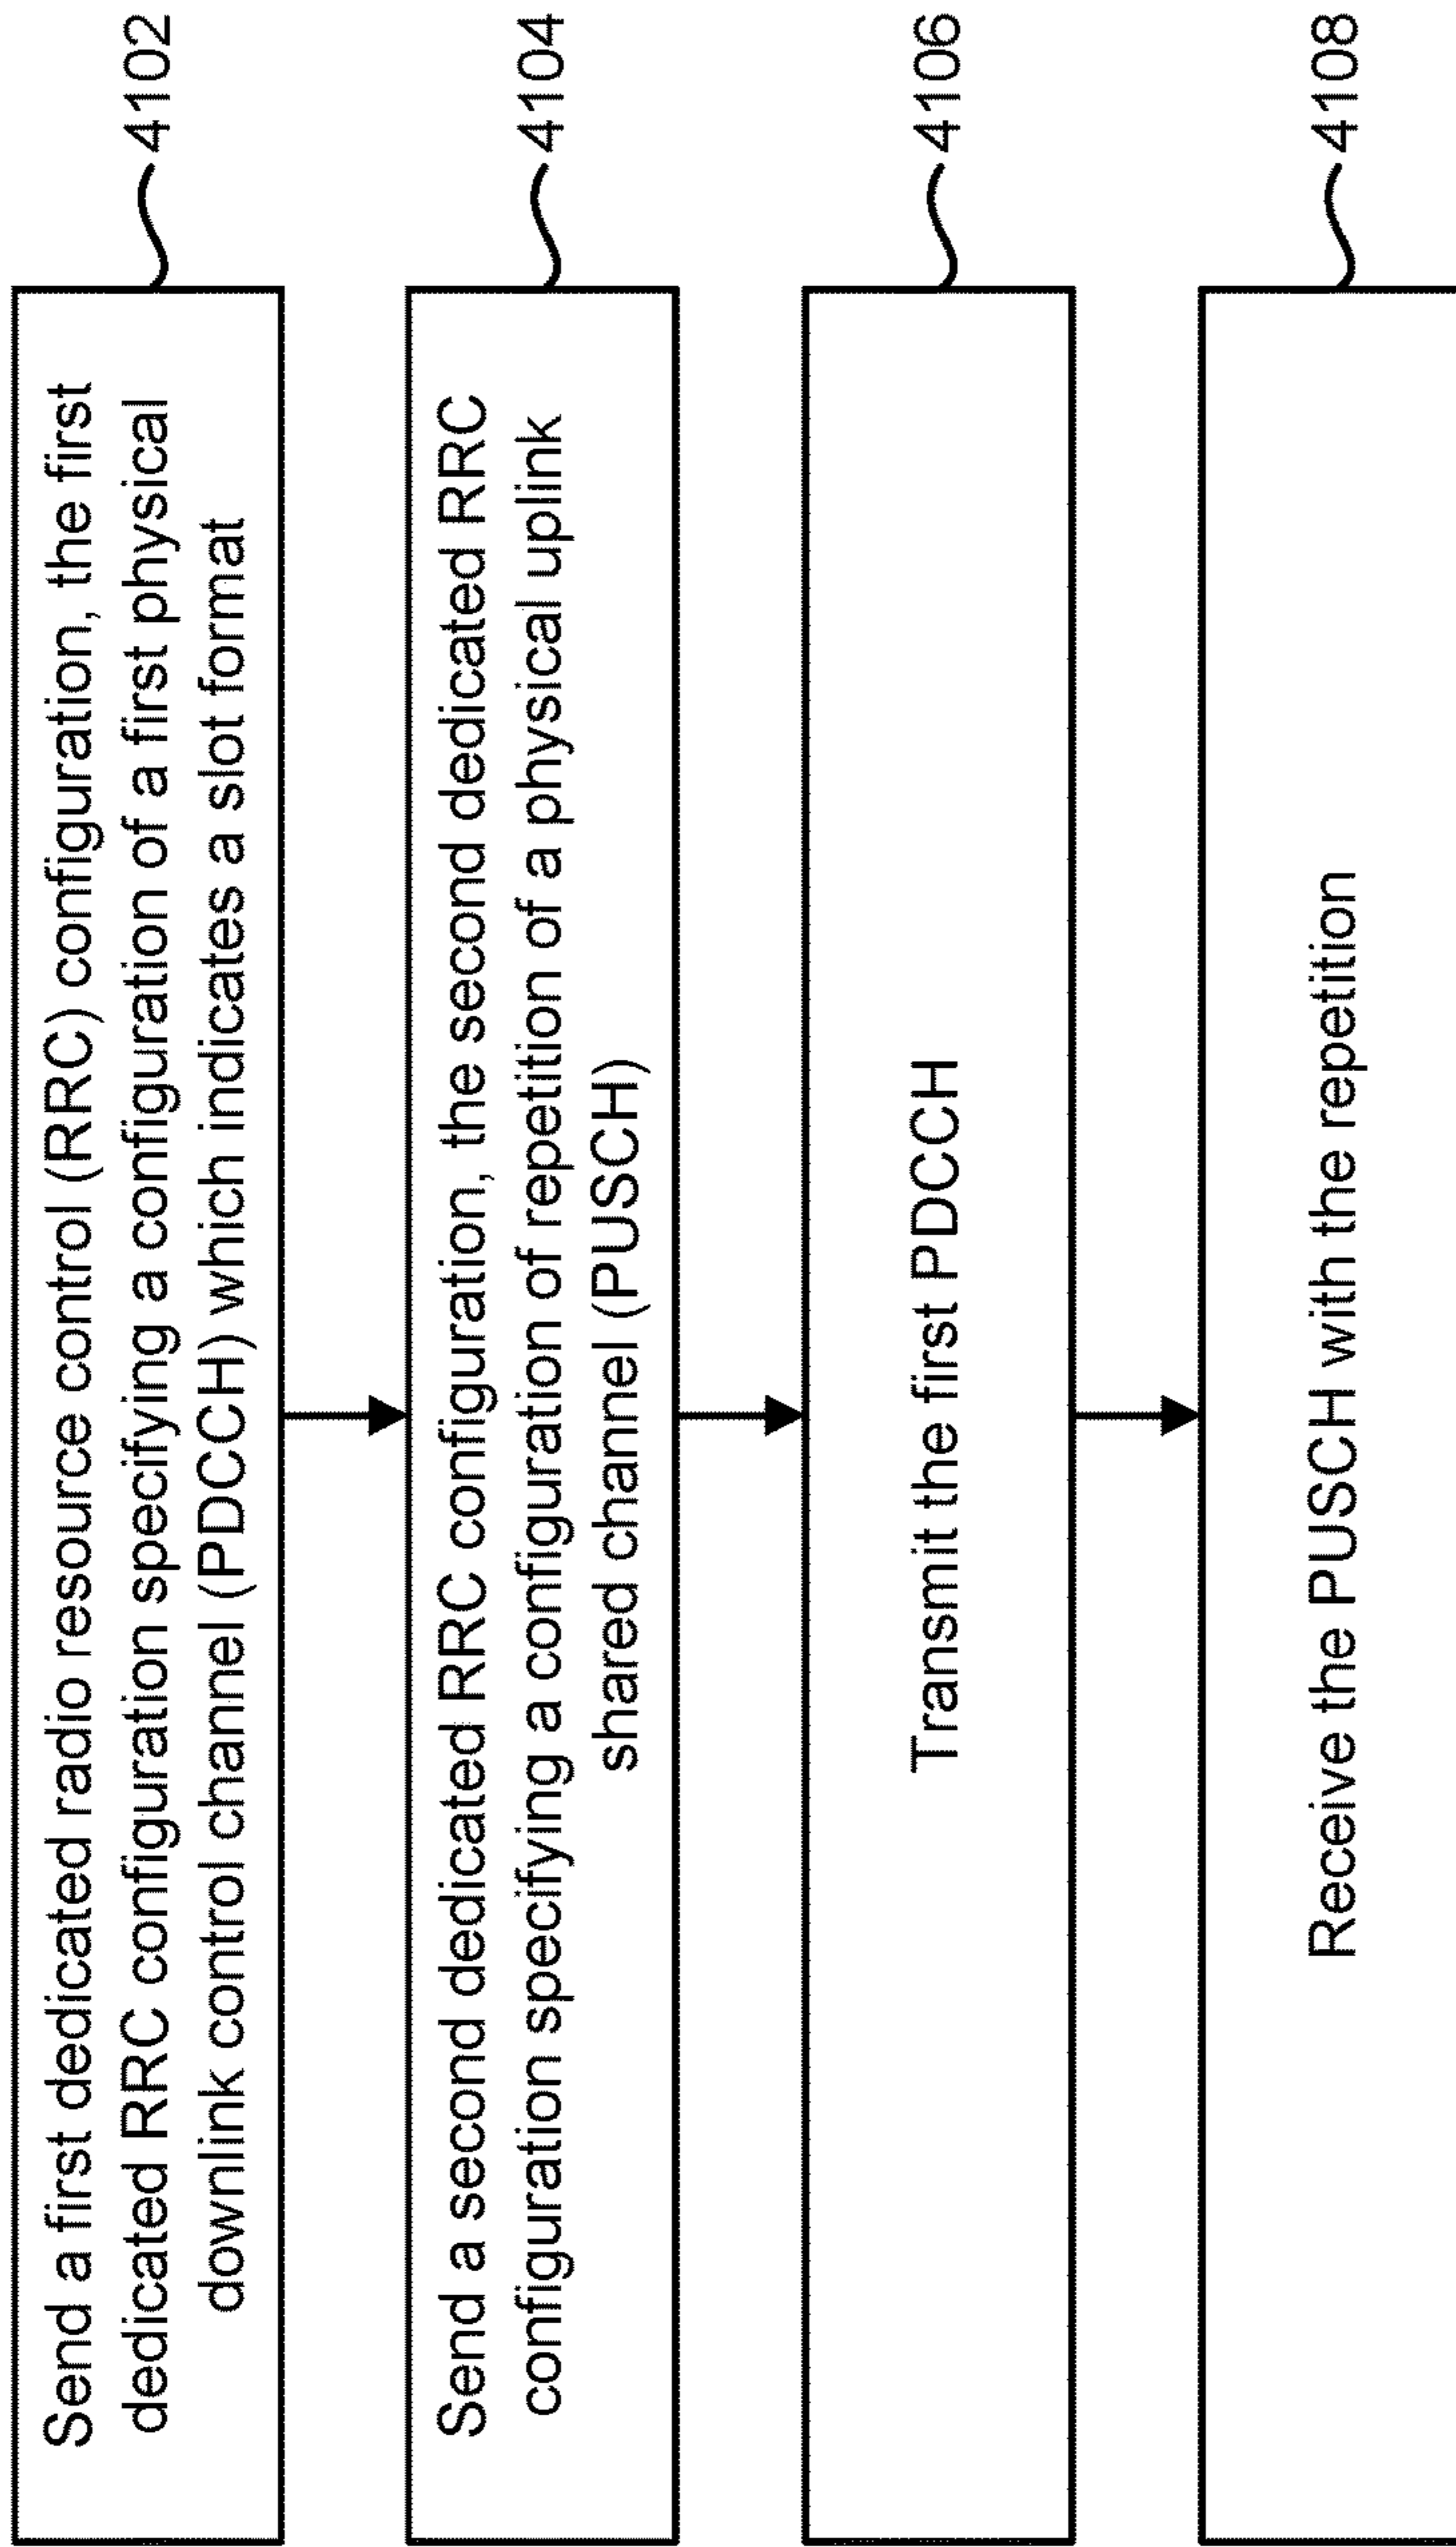 Send a first dedicated radio resource control (RRC) configuration, the first
dedicated RRC configuration specifying a configuration of a first physical
downlink control channel (PDCCH) which indicates a slot format
4102
Send a second dedicated RRC configuration, the second dedicated RRC
configuration specifying a configuration of repetition of a physical uplink
shared channel (PUSCH)
4104
Transmit the first PDCCH
4106
Receive the PUSCH with the repetition
4108